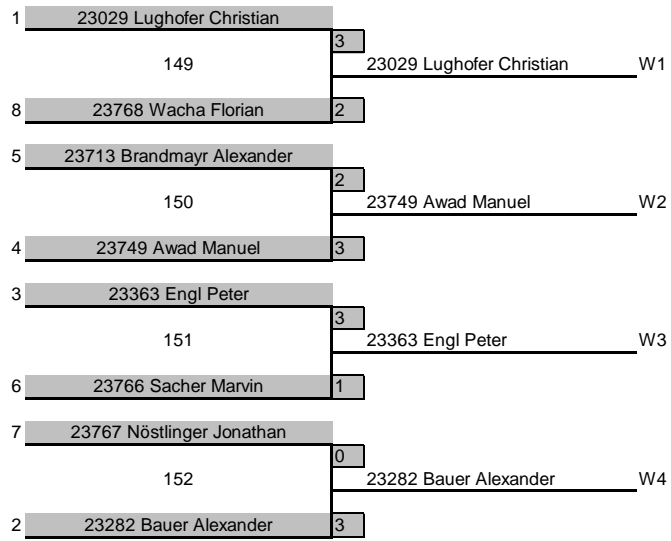 1 23029 Lughofer Christian
3
149 23029 Lughofer Christian W1
8 23768 Wacha Florian 2
5 23713 Brandmayr Alexander
2
150 23749 Awad Manuel W2
4 23749 Awad Manuel 3
3 23363 Engl Peter
3
151 23363 Engl Peter W3
6 23766 Sacher Marvin 1
7 23767 Nöstlinger Jonathan
0
152 23282 Bauer Alexander W4
2 23282 Bauer Alexander 3